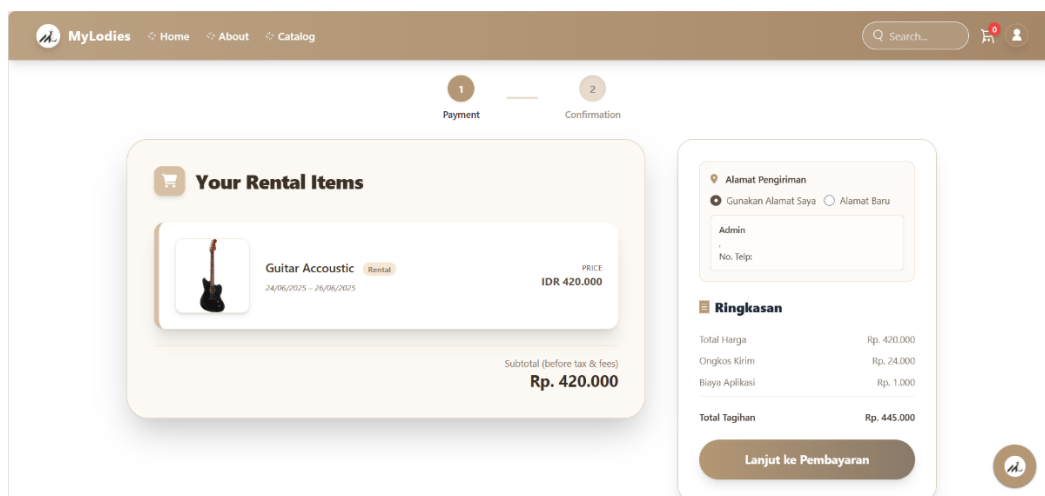 MyLodies Home About Catalog Search... 0
1 2
Payment Confirmation
Your Rental Items
Guitar Accoustic Rental
24/06/2025 – 26/06/2025
PRICE
IDR 420.000
Subtotal (before tax & fees)
Rp. 420.000
Alamat Pengiriman
Gunakan Alamat Saya Alamat Baru
Admin
,
No. Telp:
Ringkasan
Total Harga Rp. 420.000
Ongkos Kirim Rp. 24.000
Biaya Aplikasi Rp. 1.000
Total Tagihan Rp. 445.000
Lanjut ke Pembayaran